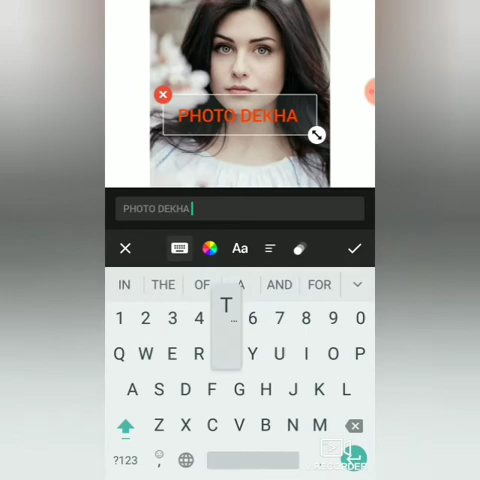 PHOTO DEKHA
PHOTO DEKHA
Aa
IN THE OF A AND FOR
T
...
1 2 3 4 6 7 8 9 0
Q W E R Y U I O P
A S D F G H J K L
Z X C V B N M
?123
RECORDER